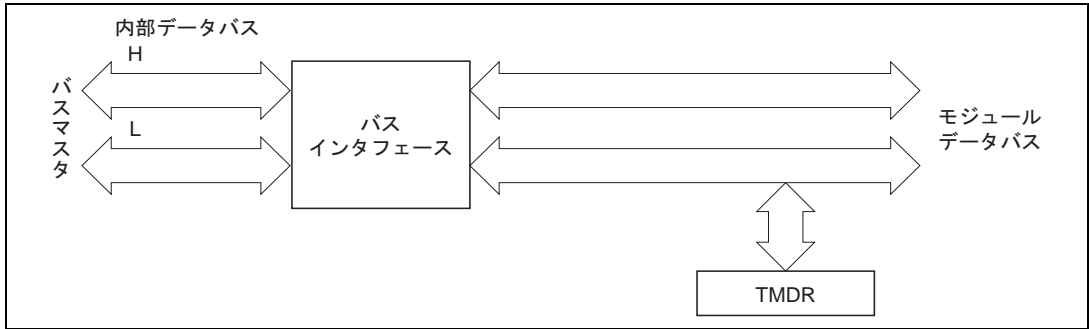 内部データバス
H
バスマスタ
L
バス
インタフェース
モジュール
データバス
TMDR